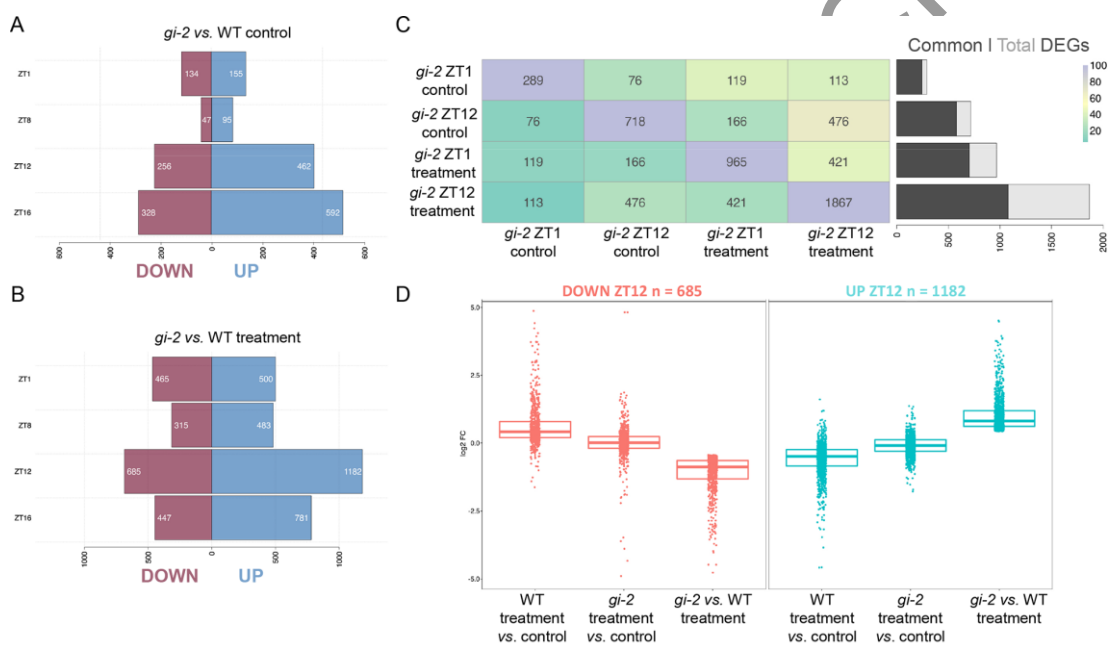 A
gi-2 vs. WT control
ZT1
134
155
ZT8
47
95
ZT12
256
462
ZT16
328
592
600
400
200
0
200
400
600
DOWN
UP
B
gi-2 vs. WT treatment
ZT1
465
500
ZT8
315
483
ZT12
685
1182
ZT16
447
781
1000
500
0
500
1000
DOWN
UP
C
Common I Total DEGs
gi-2 ZT1
control
289
76
119
113
gi-2 ZT12
control
76
718
166
476
gi-2 ZT1
treatment
119
166
965
421
gi-2 ZT12
treatment
113
476
421
1867
gi-2 ZT1
control
gi-2 ZT12
control
gi-2 ZT1
treatment
gi-2 ZT12
treatment
0
500
1000
1500
2000
100
80
60
40
20
D
DOWN ZT12 n = 685
UP ZT12 n = 1182
log2 FC
5.0
2.5
0.0
-2.5
-5.0
WT
treatment
vs. control
gi-2
treatment
vs. control
gi-2 vs. WT
treatment
WT
treatment
vs. control
gi-2
treatment
vs. control
gi-2 vs. WT
treatment